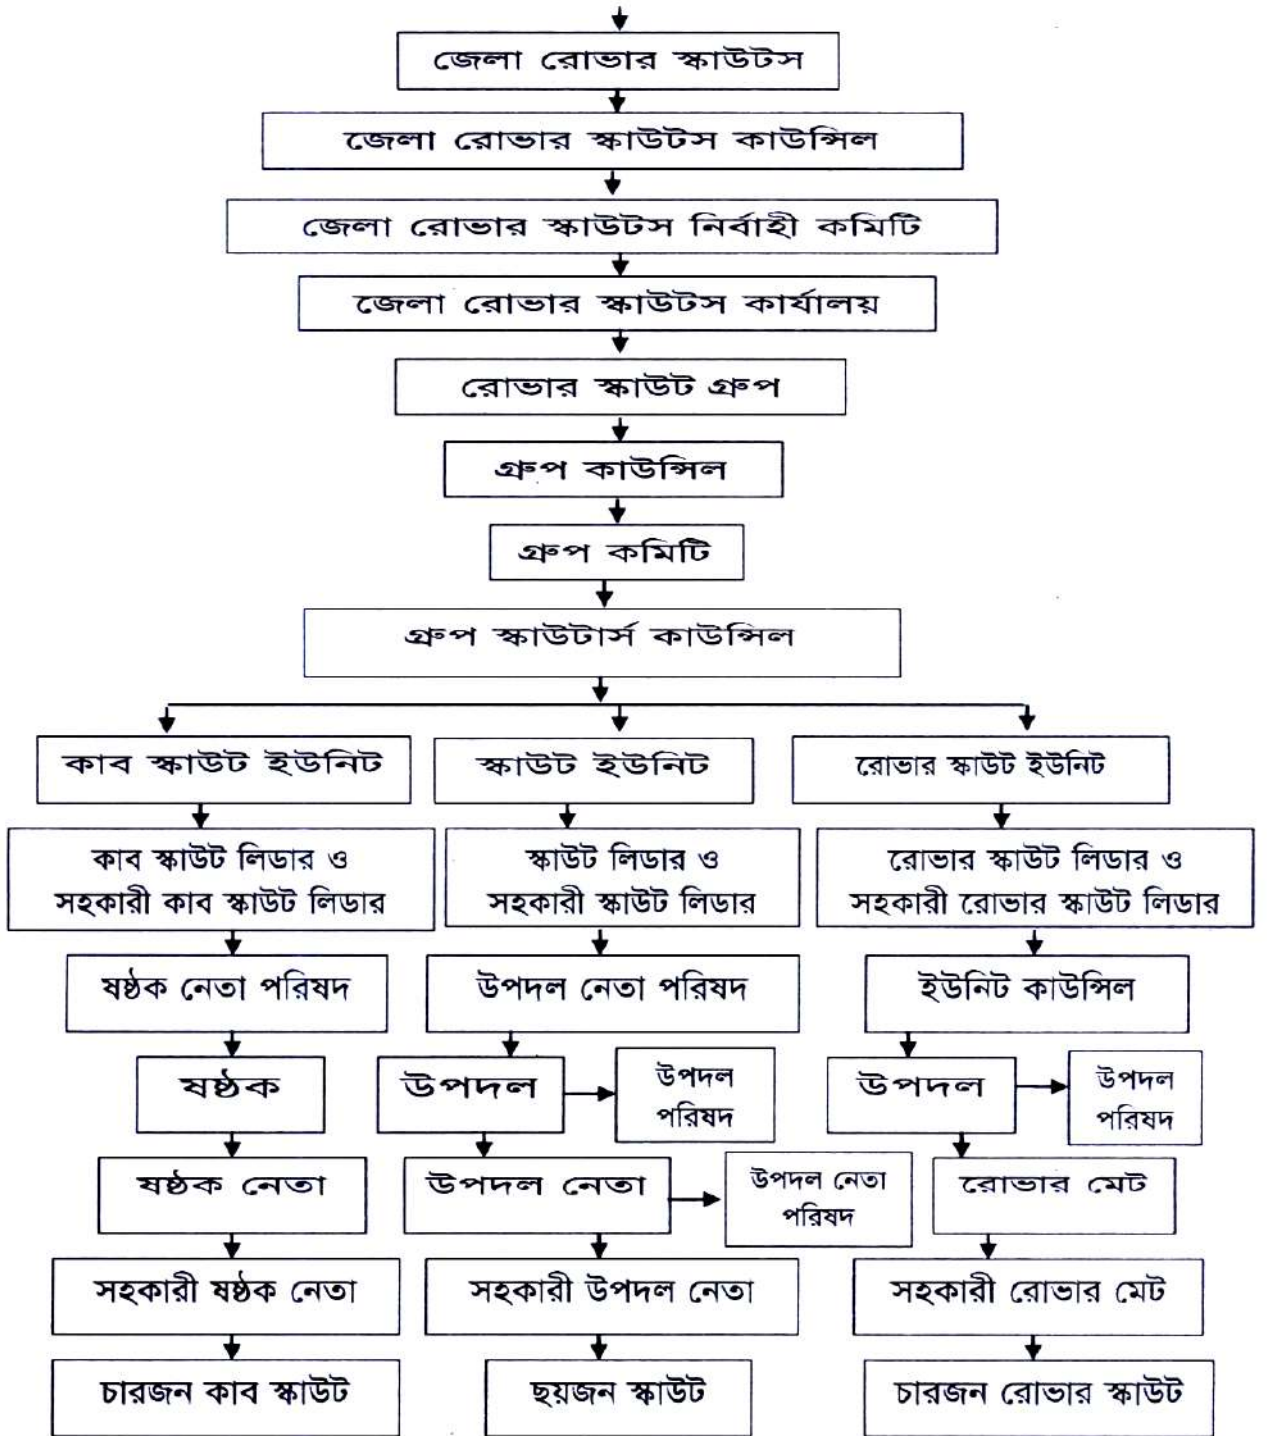 জেলা রোভার স্কাউটস
জেলা রোভার স্কাউটস কাউন্সিল
জেলা রোভার স্কাউটস নির্বাহী কমিটি
জেলা রোভার স্কাউটস কার্যালয়
রোভার স্কাউট গ্রুপ
গ্রুপ কাউন্সিল
গ্রুপ কমিটি
গ্রুপ স্কাউটার্স কাউন্সিল
কাব স্কাউট ইউনিট
স্কাউট ইউনিট
রোভার স্কাউট ইউনিট
কাব স্কাউট লিডার ও
সহকারী কাব স্কাউট লিডার
স্কাউট লিডার ও
সহকারী স্কাউট লিডার
রোভার স্কাউট লিডার ও
সহকারী রোভার স্কাউট লিডার
ষষ্ঠক নেতা পরিষদ
উপদল নেতা পরিষদ
ইউনিট কাউন্সিল
ষষ্ঠক
উপদল
উপদল
পরিষদ
উপদল
উপদল
পরিষদ
ষষ্ঠক নেতা
উপদল নেতা
উপদল নেতা
পরিষদ
রোভার মেট
সহকারী ষষ্ঠক নেতা
সহকারী উপদল নেতা
সহকারী রোভার মেট
চারজন কাব স্কাউট
ছয়জন স্কাউট
চারজন রোভার স্কাউট